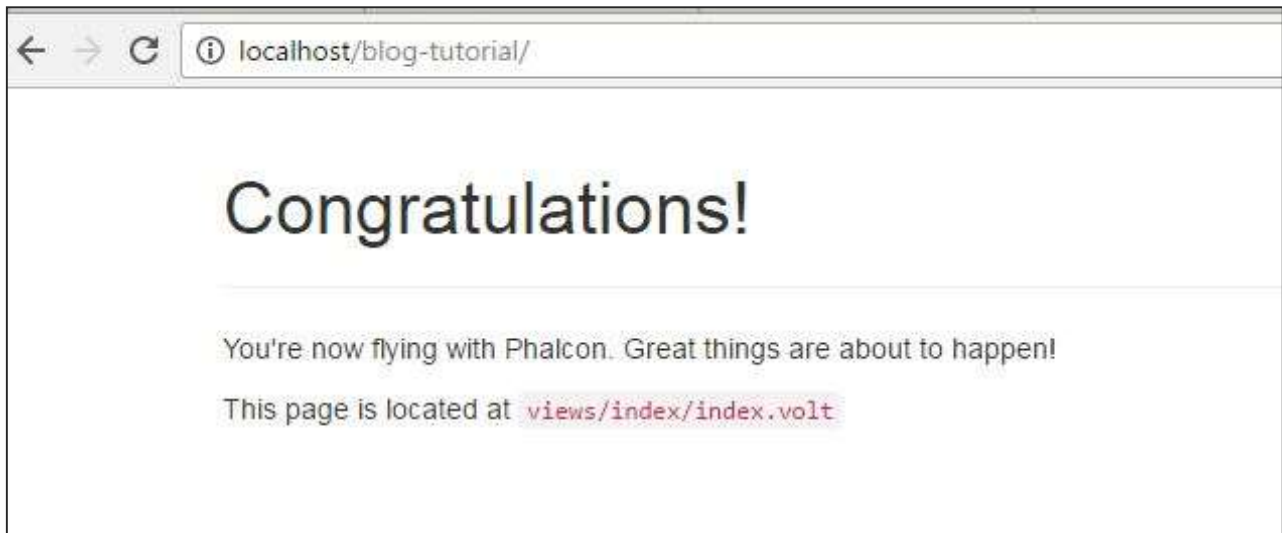 localhost/blog-tutorial/
Congratulations!
You're now flying with Phalcon. Great things are about to happen!
This page is located at views/index/index.volt